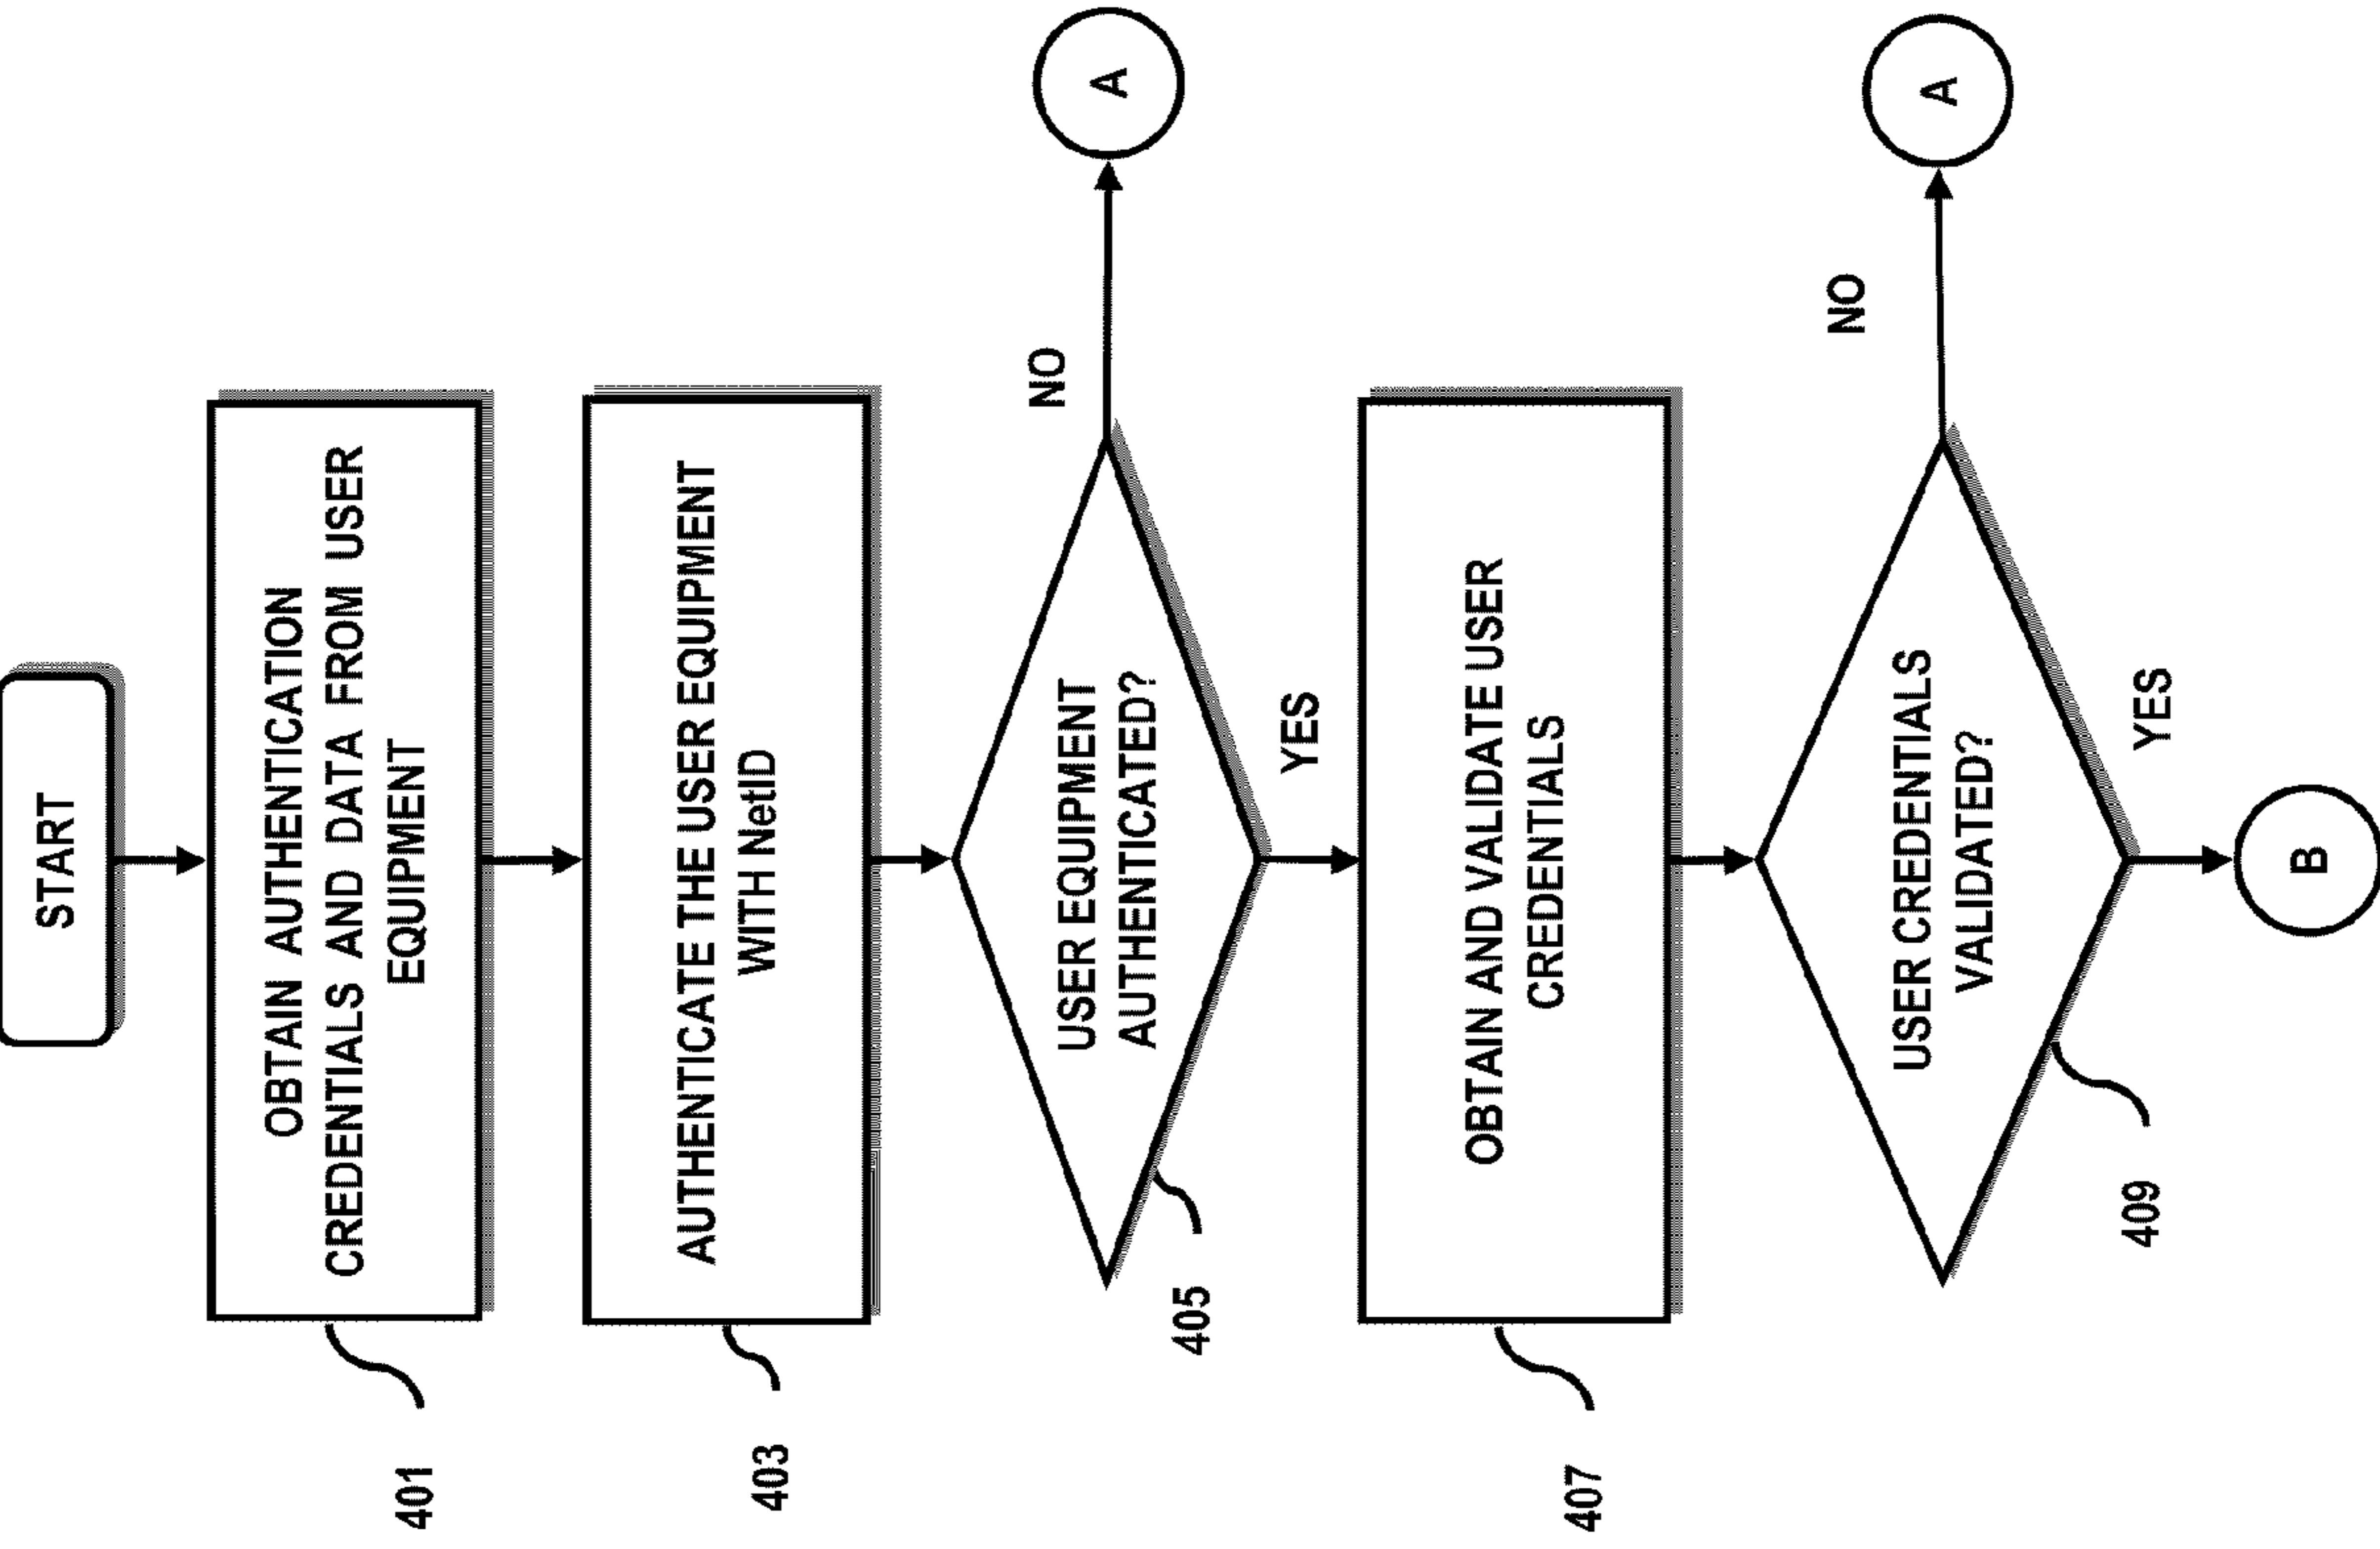 START
OBTAIN AUTHENTICATION
CREDENTIALS AND DATA FROM USER
EQUIPMENT
401
AUTHENTICATE THE USER EQUIPMENT
WITH NetID
403
USER EQUIPMENT
AUTHENTICATED?
405
NO
A
YES
OBTAIN AND VALIDATE USER
CREDENTIALS
407
USER CREDENTIALS
VALIDATED?
409
NO
A
YES
B